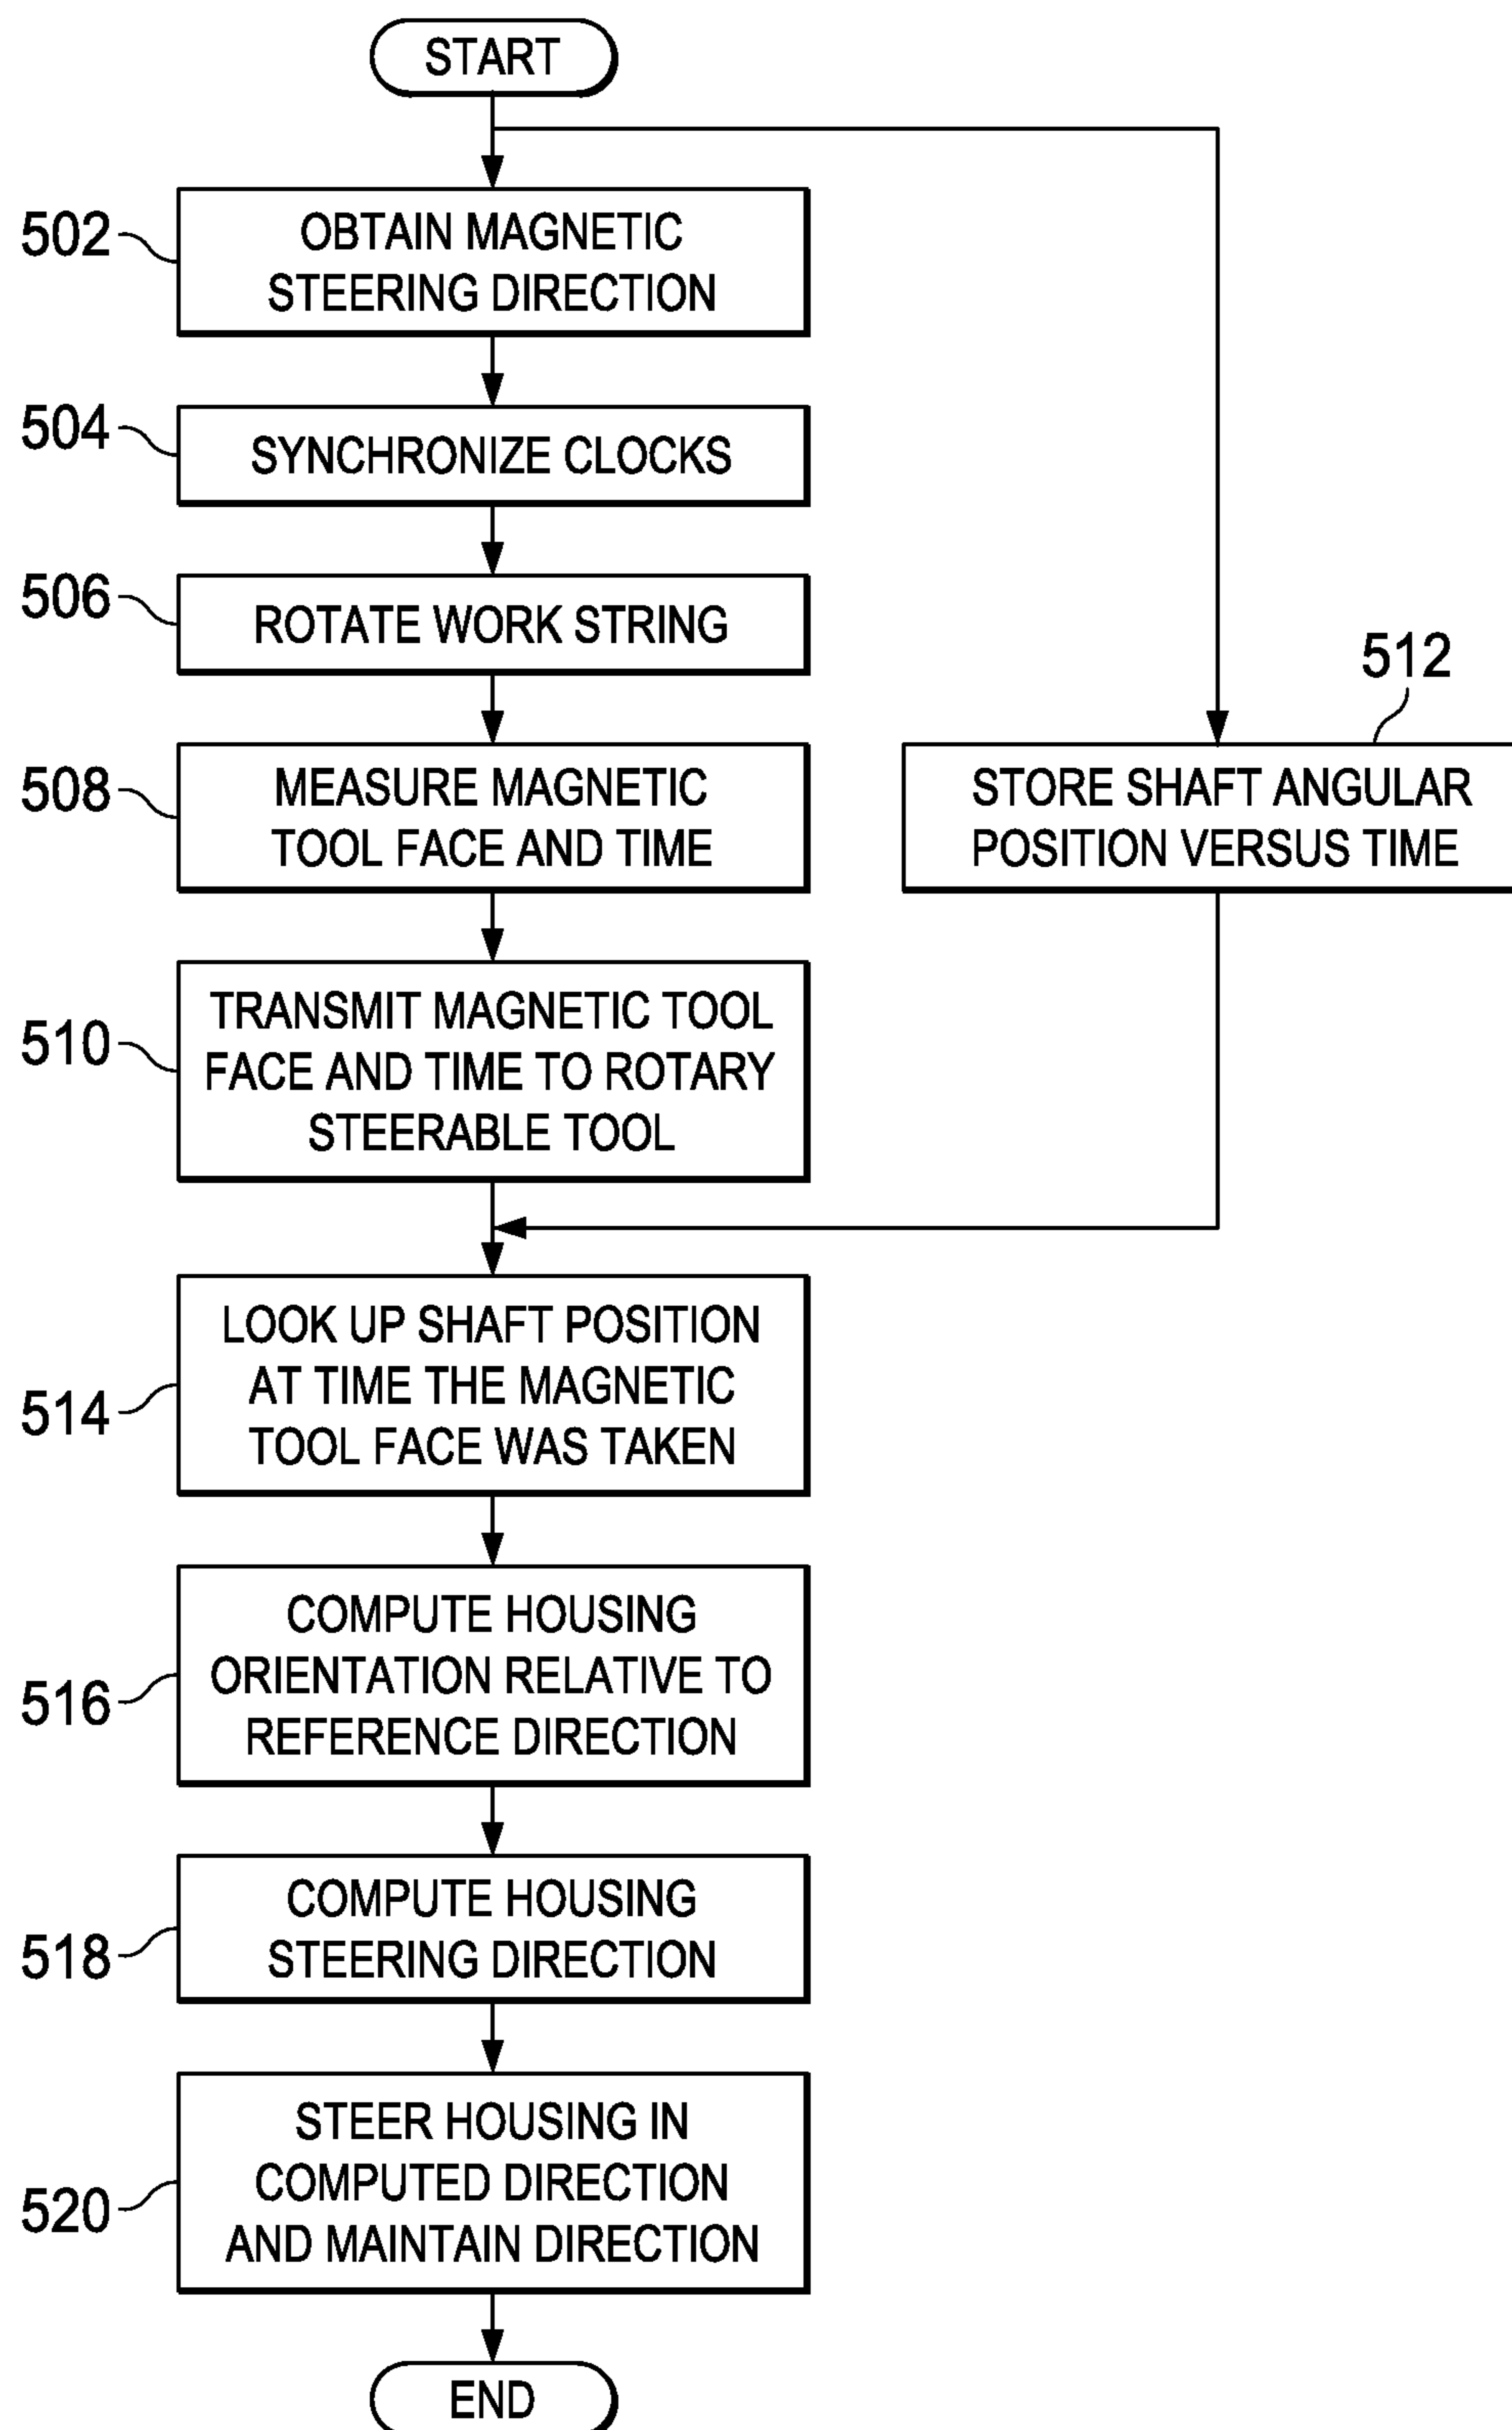 START
502
OBTAIN MAGNETIC
STEERING DIRECTION
504
SYNCHRONIZE CLOCKS
506
ROTATE WORK STRING
508
MEASURE MAGNETIC
TOOL FACE AND TIME
512
STORE SHAFT ANGULAR
POSITION VERSUS TIME
510
TRANSMIT MAGNETIC TOOL
FACE AND TIME TO ROTARY
STEERABLE TOOL
514
LOOK UP SHAFT POSITION
AT TIME THE MAGNETIC
TOOL FACE WAS TAKEN
516
COMPUTE HOUSING
ORIENTATION RELATIVE TO
REFERENCE DIRECTION
518
COMPUTE HOUSING
STEERING DIRECTION
520
STEER HOUSING IN
COMPUTED DIRECTION
AND MAINTAIN DIRECTION
END